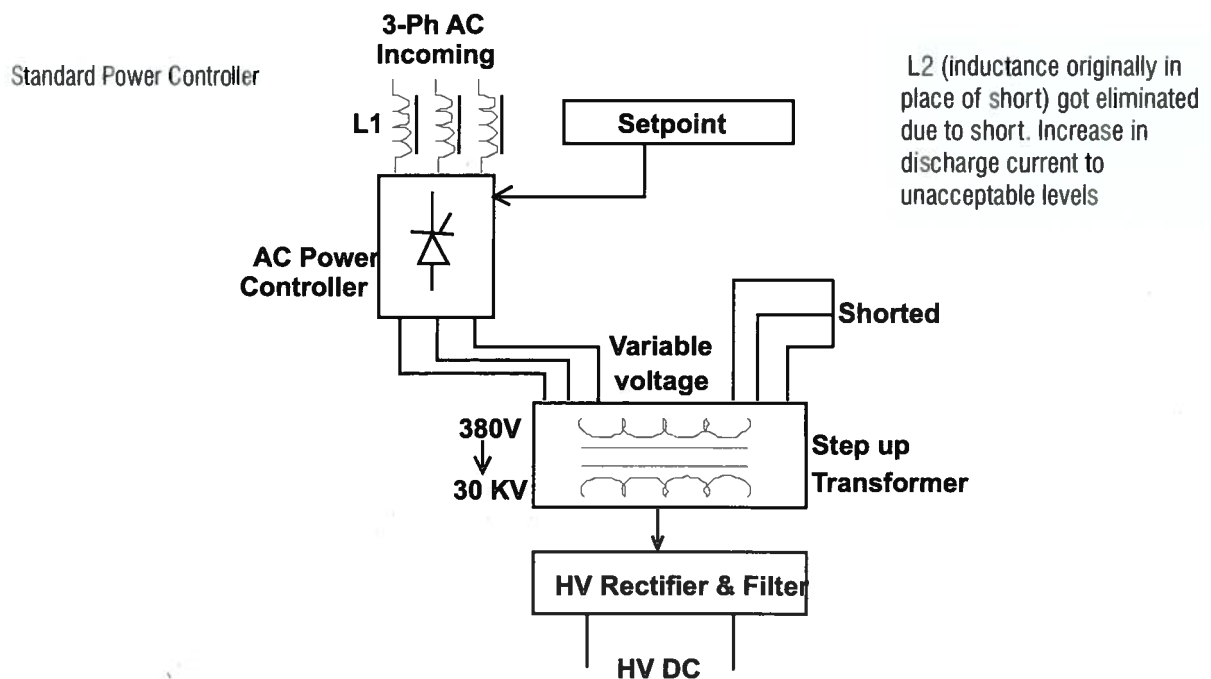 3-Ph AC
Incoming
Standard Power Controller
L2 (inductance originally in
place of short) got eliminated
due to short. Increase in
discharge current to
unacceptable levels
L1
Setpoint
AC Power
Controller
Shorted
Variable
voltage
380V
30 KV
Step up
Transformer
HV Rectifier & Filter
HV DC